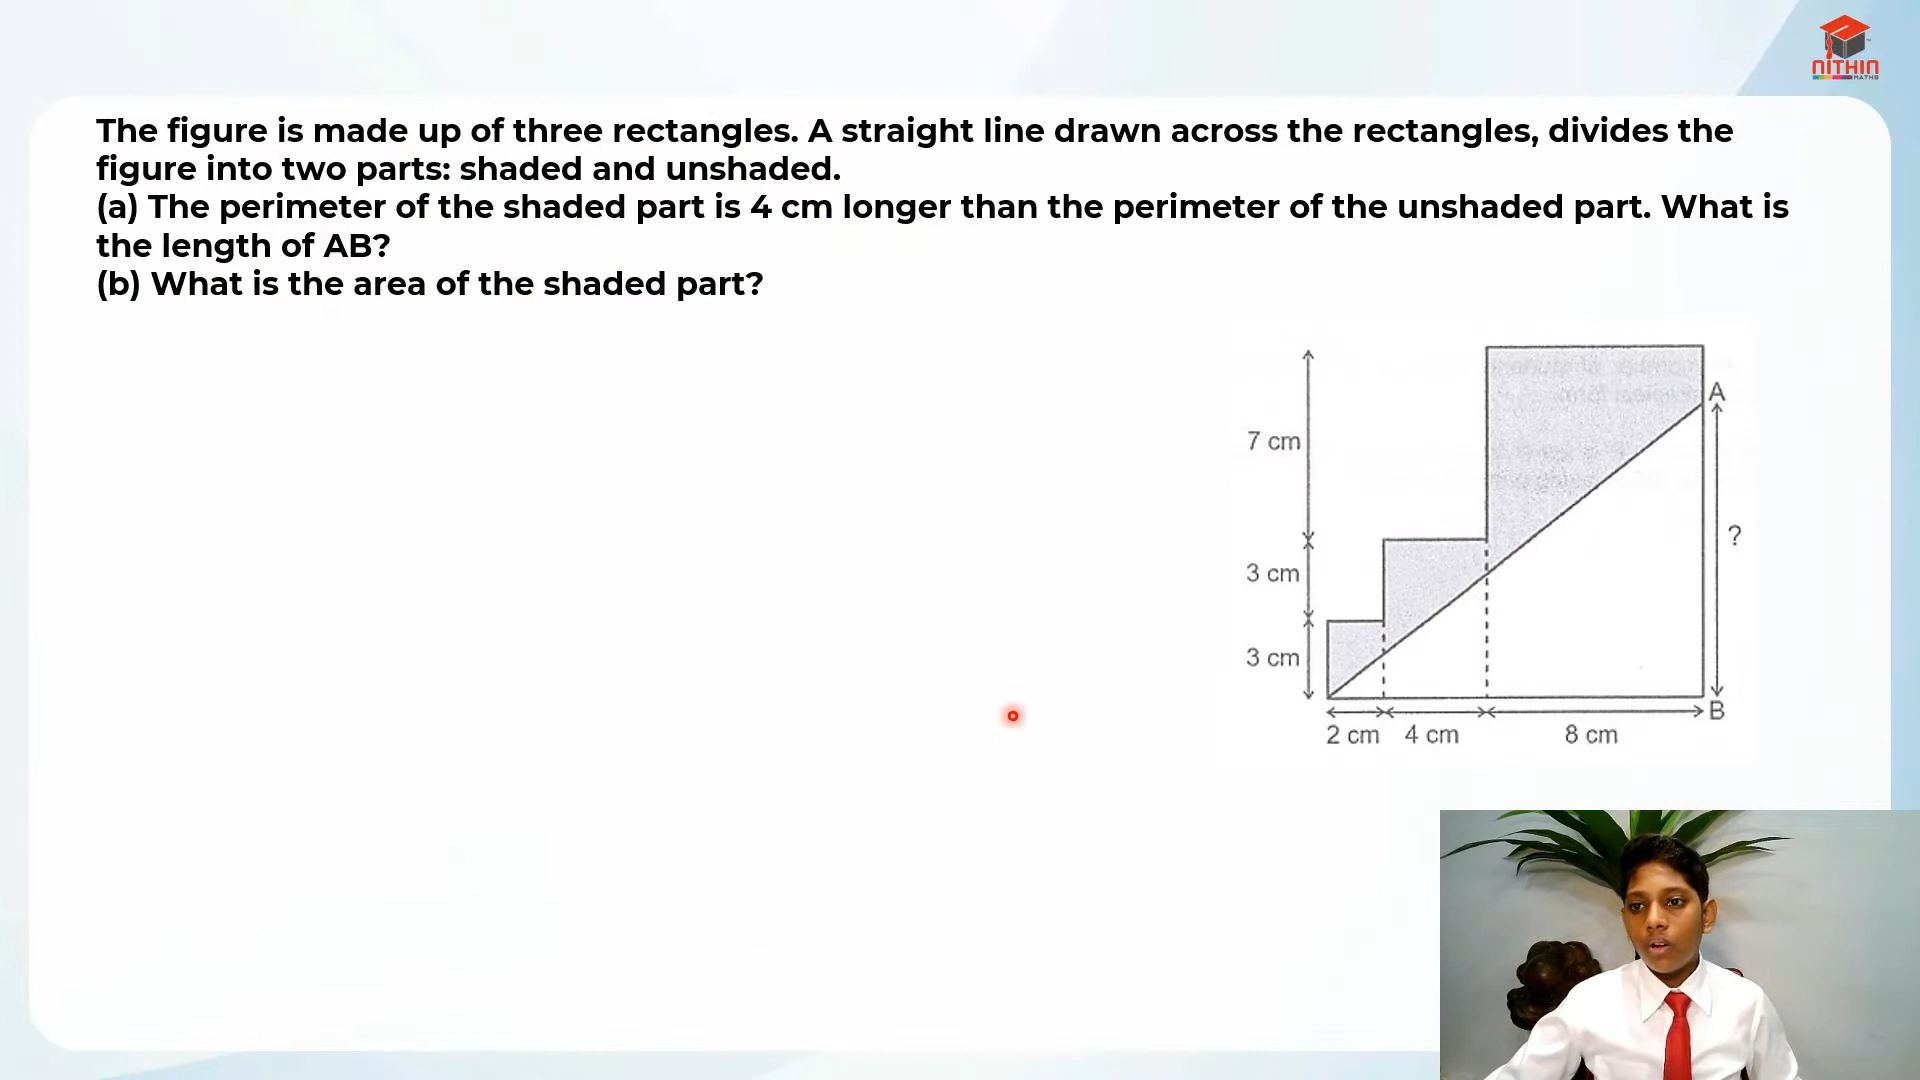 NITHIN
MATHS
The figure is made up of three rectangles. A straight line drawn across the rectangles, divides the
figure into two parts: shaded and unshaded.
(a) The perimeter of the shaded part is 4 cm longer than the perimeter of the unshaded part. What is
the length of AB?
(b) What is the area of the shaded part?
A
7 cm
?
3 cm
3 cm
B
2 cm 4 cm 8 cm